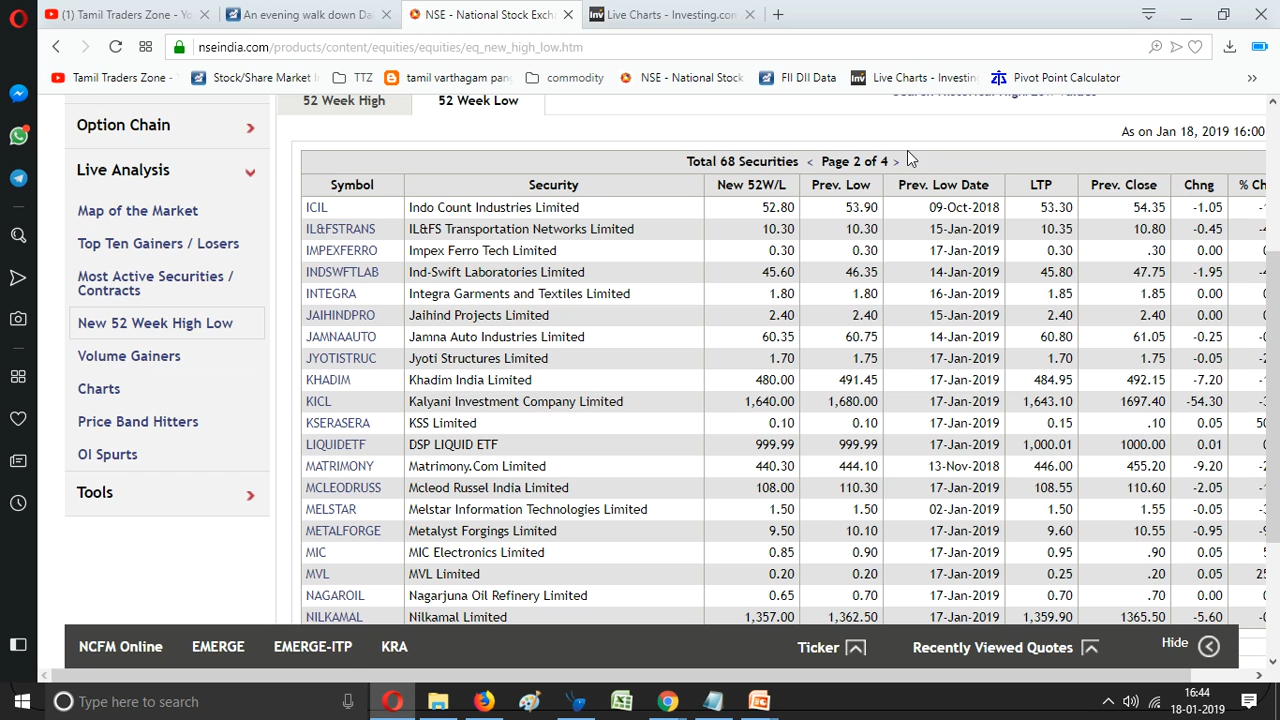 (1) Tamil Traders Zone - Yo
An evening walk down Da
NSE - National Stock Exch
Live Charts - Investing.com
nseindia.com/products/content/equities/equities/eq_new_high_low.htm
Tamil Traders Zone -
Stock/Share Market I
TTZ
tamil varthagam pan
commodity
NSE - National Stock
FII DII Data
Live Charts - Investin
Pivot Point Calculator
52 Week High
52 Week Low
As on Jan 18, 2019 16:00
Option Chain
Live Analysis
Map of the Market
Top Ten Gainers / Losers
Most Active Securities /
Contracts
New 52 Week High Low
Volume Gainers
Charts
Price Band Hitters
OI Spurts
Tools
Total 68 Securities < Page 2 of 4 >
Symbol Security New 52W/L Prev. Low Prev. Low Date LTP Prev. Close Chng % Ch
ICIL Indo Count Industries Limited 52.80 53.90 09-Oct-2018 53.30 54.35 -1.05
IL&FSTRANS IL&FS Transportation Networks Limited 10.30 10.30 15-Jan-2019 10.35 10.80 -0.45
IMPEXFERRO Impex Ferro Tech Limited 0.30 0.30 17-Jan-2019 0.30 .30 0.00
INDSWFTLAB Ind-Swift Laboratories Limited 45.60 46.35 14-Jan-2019 45.80 47.75 -1.95
INTEGRA Integra Garments and Textiles Limited 1.80 1.80 16-Jan-2019 1.85 1.85 0.00
JAIHINDPRO Jaihind Projects Limited 2.40 2.40 15-Jan-2019 2.40 2.40 0.00
JAMNAAUTO Jamna Auto Industries Limited 60.35 60.75 14-Jan-2019 60.80 61.05 -0.25
JYOTISTRUC Jyoti Structures Limited 1.70 1.75 17-Jan-2019 1.70 1.75 -0.05
KHADIM Khadim India Limited 480.00 491.45 17-Jan-2019 484.95 492.15 -7.20
KICL Kalyani Investment Company Limited 1,640.00 1,680.00 17-Jan-2019 1,643.10 1697.40 -54.30
KSERASERA KSS Limited 0.10 0.10 17-Jan-2019 0.15 .10 0.05 50
LIQUIDETF DSP LIQUID ETF 999.99 999.99 17-Jan-2019 1,000.01 1000.00 0.01
MATRIMONY Matrimony.Com Limited 440.30 444.10 13-Nov-2018 446.00 455.20 -9.20
MCLEODRUSS Mcleod Russel India Limited 108.00 110.30 17-Jan-2019 108.55 110.60 -2.05
MELSTAR Melstar Information Technologies Limited 1.50 1.50 02-Jan-2019 1.50 1.55 -0.05
METALFORGE Metalyst Forgings Limited 9.50 10.10 17-Jan-2019 9.60 10.55 -0.95
MIC MIC Electronics Limited 0.85 0.90 17-Jan-2019 0.95 .90 0.05
MVL MVL Limited 0.20 0.20 17-Jan-2019 0.25 .20 0.05 25
NAGAROIL Nagarjuna Oil Refinery Limited 0.65 0.70 17-Jan-2019 0.70 .70 0.00
NILKAMAL Nilkamal Limited 1,357.00 1,362.50 17-Jan-2019 1,359.90 1365.50 -5.60
NCFM Online EMERGE EMERGE-ITP KRA Ticker Recently Viewed Quotes Hide
Type here to search
16:44
18-01-2019